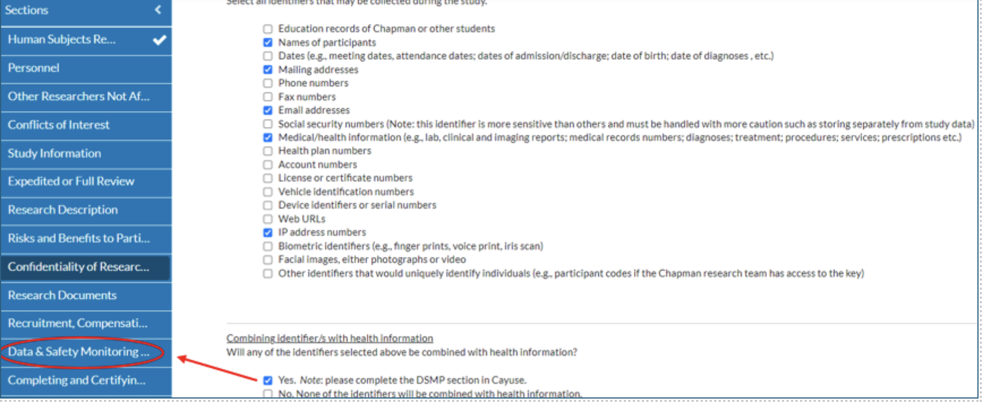 Sections
Human Subjects Re...
Personnel
Other Researchers Not Af...
Conflicts of Interest
Study Information
Expedited or Full Review
Research Description
Risks and Benefits to Parti...
Confidentiality of Researc...
Research Documents
Recruitment, Compensati...
Data & Safety Monitoring ...
Completing and Certifyin...
Select all identifiers that may be collected during the study.
Education records of Chapman or other students
Names of participants
Dates (e.g., meeting dates, attendance dates; dates of admission/discharge; date of birth; date of diagnoses , etc.)
Mailing addresses
Phone numbers
Fax numbers
Email addresses
Social security numbers (Note: this identifier is more sensitive than others and must be handled with more caution such as storing separately from study data)
Medical/health information (e.g., lab, clinical and imaging reports; medical records numbers; diagnoses; treatment; procedures; services; prescriptions etc.)
Health plan numbers
Account numbers
License or certificate numbers
Vehicle identification numbers
Device identifiers or serial numbers
Web URLs
IP address numbers
Biometric identifiers (e.g., finger prints, voice print, iris scan)
Facial images, either photographs or video
Other identifiers that would uniquely identify individuals (e.g., participant codes if the Chapman research team has access to the key)
Combining identifier/s with health information
Will any of the identifiers selected above be combined with health information?
Yes. Note: please complete the DSMP section in Cayuse.
No. None of the identifiers will be combined with health information.